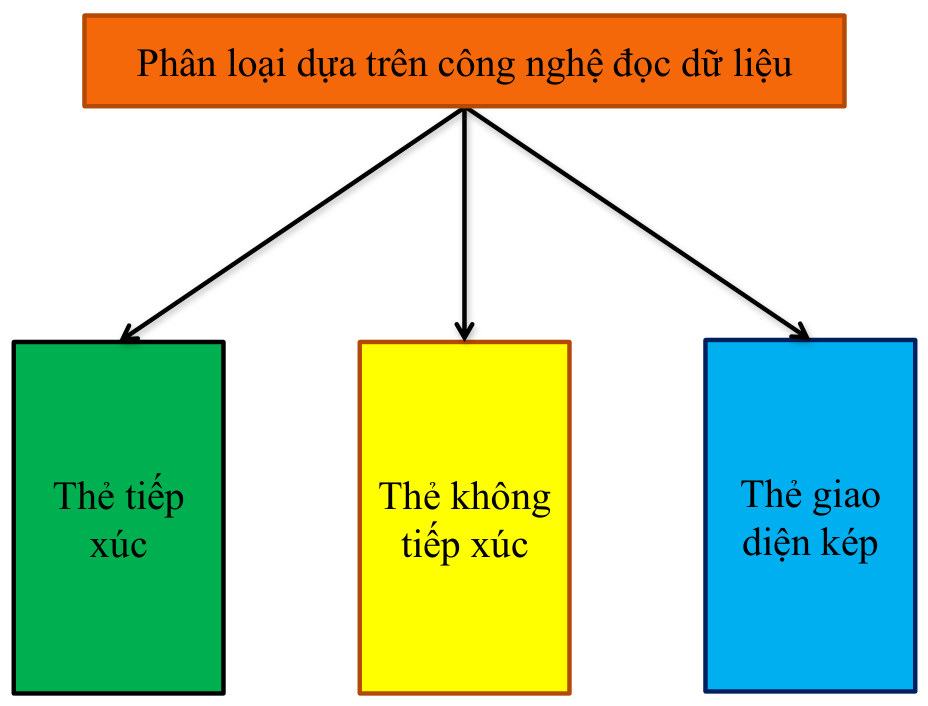 Phân loại dựa trên công nghệ đọc dữ liệu
Thẻ tiếp
xúc
Thẻ không
tiếp xúc
Thẻ giao
diện kép